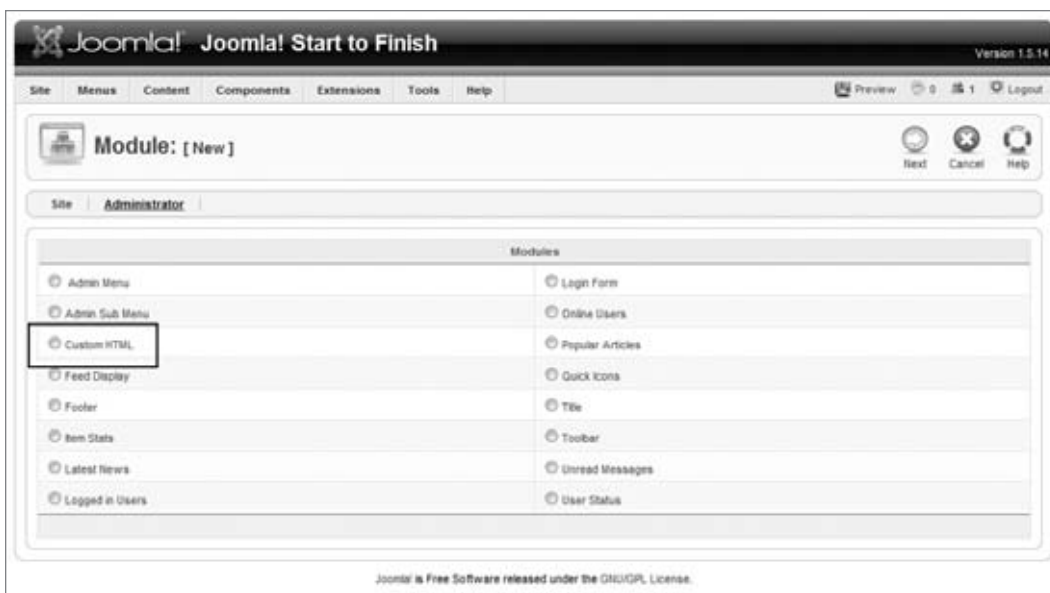 Joomla! Joomla! Start to Finish
Version 1.5.14
Site Menus Content Components Extensions Tools Help Preview 0 1 Logout
Module: [ New ]
Next Cancel Help
Site Administrator
Modules
Admin Menu Login Form
Admin Sub Menu Online Users
Custom HTML Popular Articles
Feed Display Quick Icons
Footer Title
Item Stats Toolbar
Latest News Unread Messages
Logged in Users User Status
Joomla! is Free Software released under the GNU/GPL License.